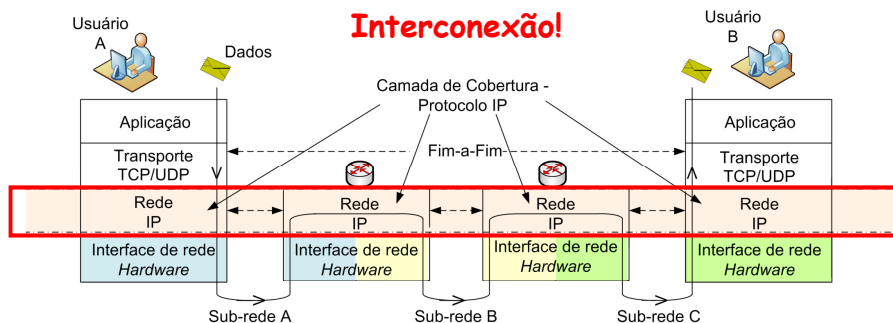 Interconexão!
Usuário
A
Dados
Usuário
B
Camada de Cobertura -
Protocolo IP
Aplicação
Aplicação
Transporte
TCP/UDP
Fim-a-Fim
Transporte
TCP/UDP
Rede
IP
Rede
IP
Rede
IP
Rede
IP
Interface de rede
Hardware
Interface de rede
Hardware
Interface de rede
Hardware
Interface de rede
Hardware
Sub-rede A
Sub-rede B
Sub-rede C